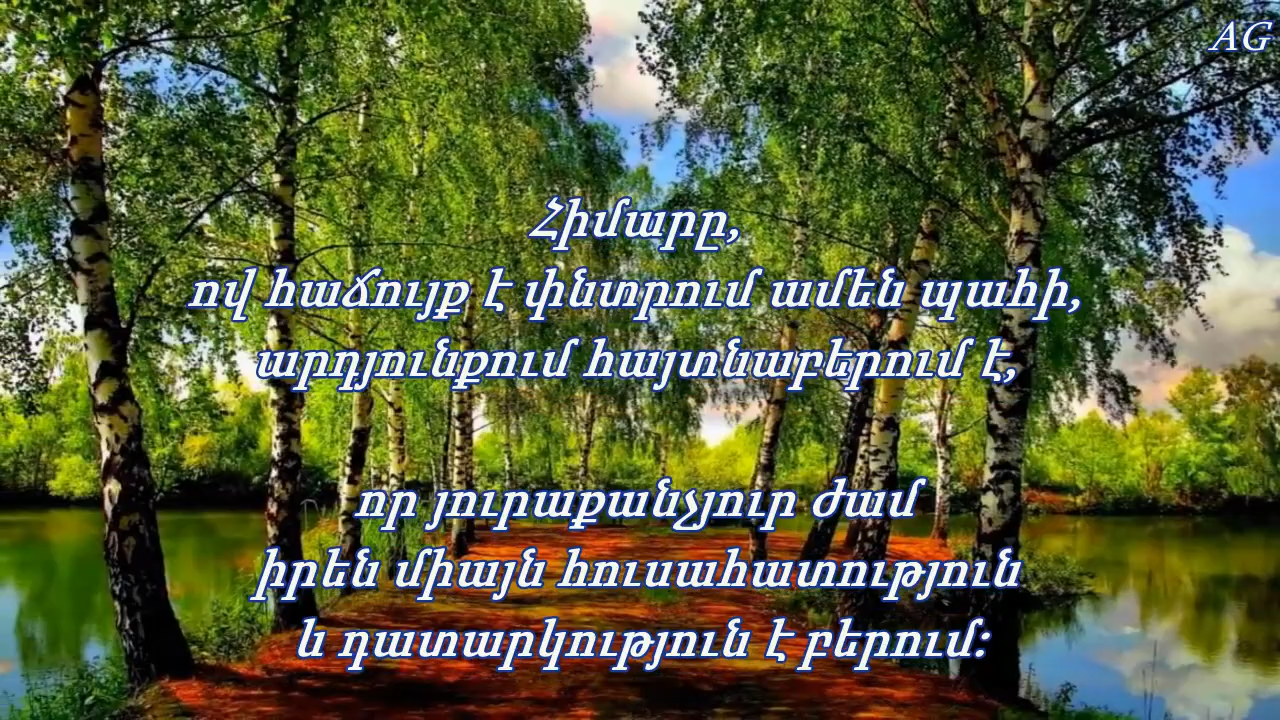 AG
Հիմարը,
ով հաճույք է փնտրում ամեն պահի,
արդյունքում հայտնաբերում է,
որ յուրաքանչյուր ժամ
իրեն միայն հուսահատություն
և դատարկություն է բերում: